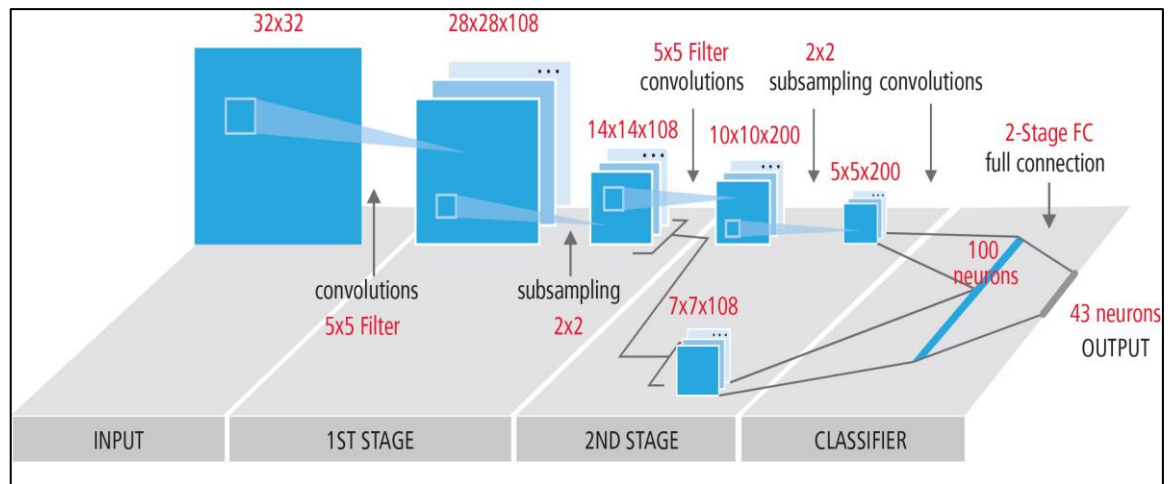 32x32
28x28x108
5x5 Filter
convolutions
2x2
subsampling
convolutions
14x14x108
10x10x200
5x5x200
2-Stage FC
full connection
convolutions
5x5 Filter
subsampling
2x2
7x7x108
100
neurons
43 neurons
OUTPUT
INPUT
1ST STAGE
2ND STAGE
CLASSIFIER